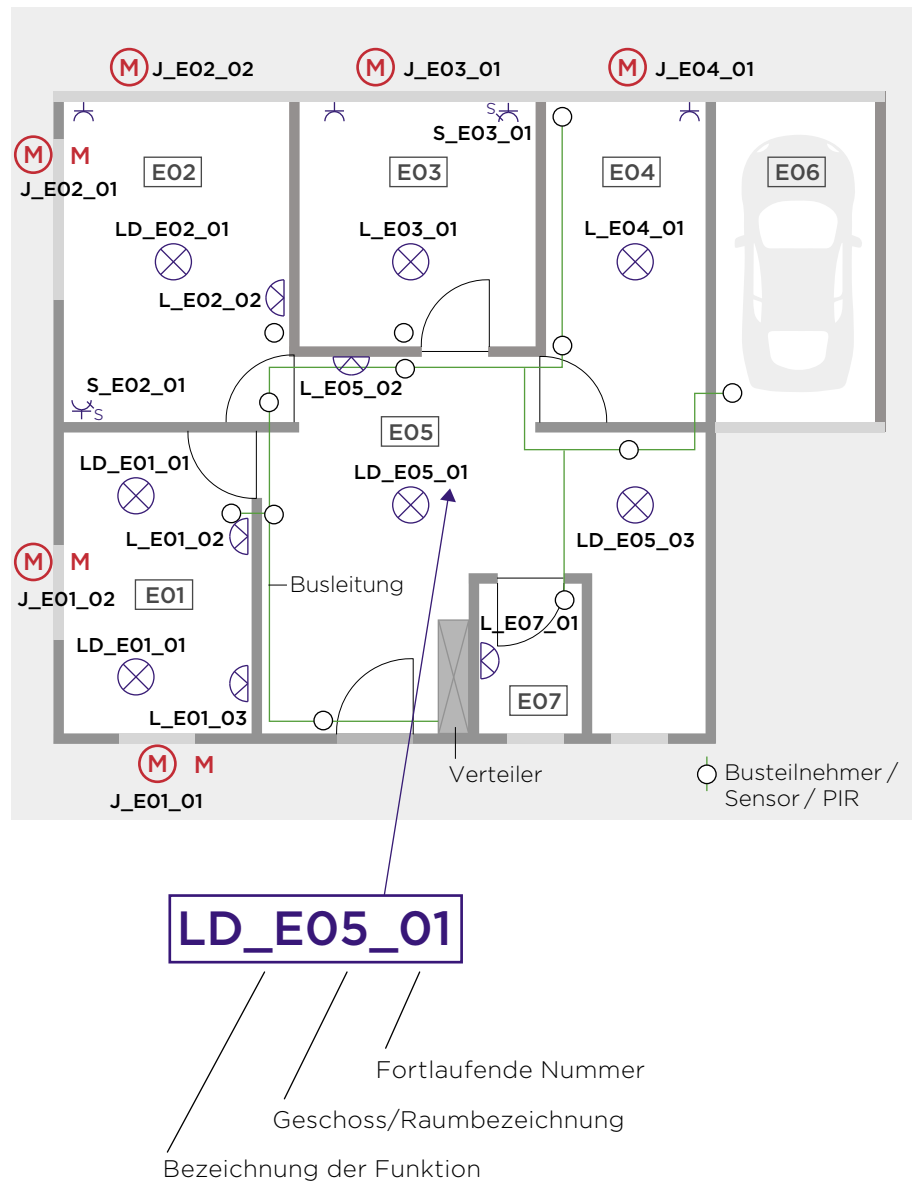 M J_E02_02
M J_E03_01
M J_E04_01
S
S_E03_01
M M
J_E02_01
E02
E03
E04
E06
LD_E02_01
L_E03_01
L_E04_01
L_E02_02
S_E02_01
S
L_E05_02
E05
LD_E01_01
LD_E05_01
L_E01_02
LD_E05_03
M M
J_E01_02
E01
Busleitung
L_E07_01
LD_E01_01
L_E01_03
E07
M M
J_E01_01
Verteiler
Busteilnehmer /
Sensor / PIR
LD_E05_01
Fortlaufende Nummer
Geschoss/Raumbezeichnung
Bezeichnung der Funktion